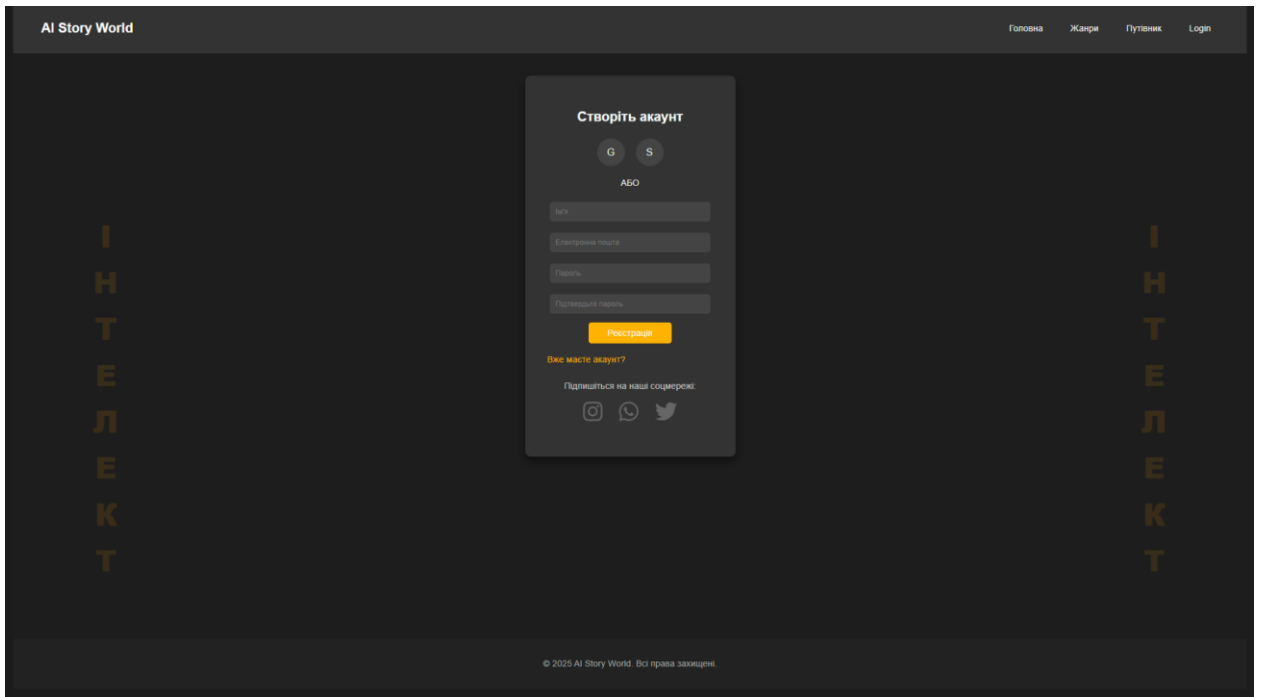 AI Story World
Головна Жанри Путівник Login
Створіть акаунт
G S
АБО
Ім'я
Електронна пошта
Пароль
Підтвердьте пароль
Реєстрація
Вже маєте акаунт?
Підпишіться на наші соцмережі:
І
Н
Т
Е
Л
Е
К
Т
І
Н
Т
Е
Л
Е
К
Т
© 2025 AI Story World. Всі права захищені.